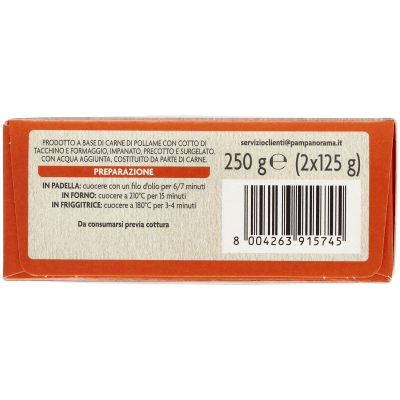 PRODOTTO A BASE DI CARNE DI POLLAME CON COTTO DI
TACCHINO E FORMAGGIO, IMPANATO, PRECOTTO E SURGELATO.
CON ACQUA AGGIUNTA, COSTITUITO DA PARTE DI CARNE.
PREPARAZIONE
IN PADELLA: cuocere con un filo d'olio per 6/7 minuti
IN FORNO: cuocere a 210°C per 15 minuti
IN FRIGGITRICE: cuocere a 180°C per 3-4 minuti
Da consumarsi previa cottura
servizioclienti@pampanorama.it
250 g℮ (2x125 g)
8 004263 915745